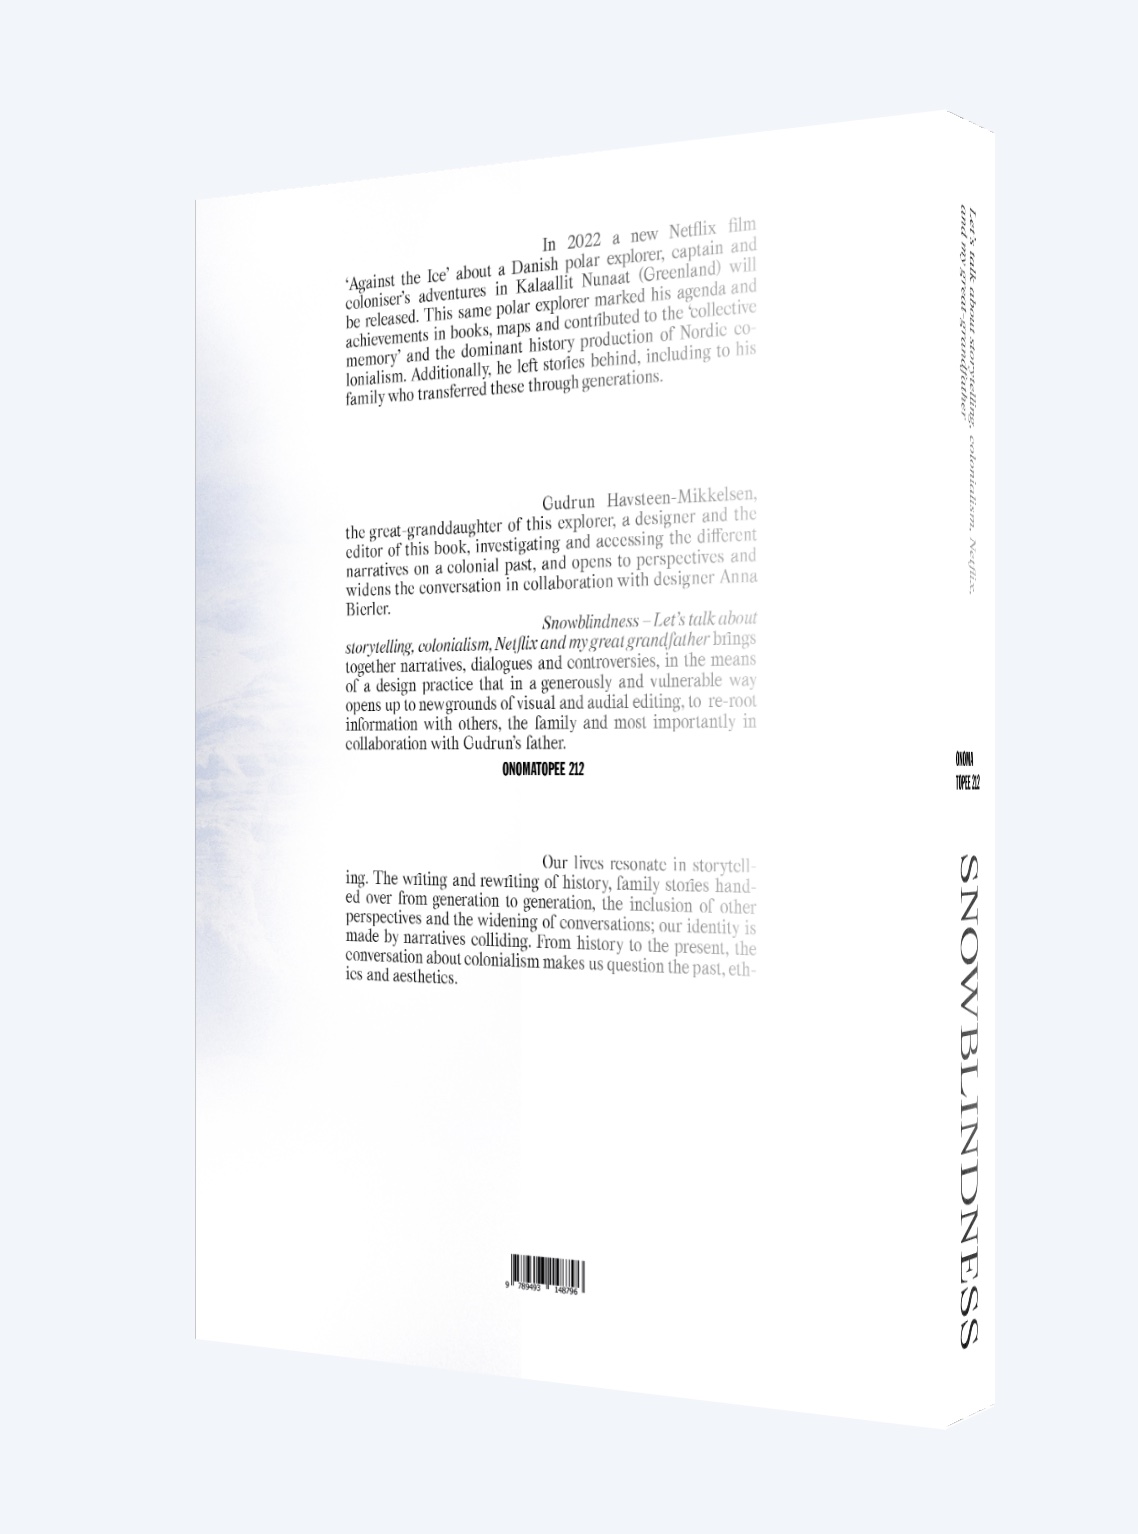 In 2022 a new Netflix film
‘Against the Ice’ about a Danish polar explorer, captain and
coloniser’s adventures in Kalaallit Nunaat (Greenland) will
be released. This same polar explorer marked his agenda and
achievements in books, maps and contributed to the ‘collective
memory’ and the dominant history production of Nordic co-
lonialism. Additionally, he left stories behind, including to his
family who transferred these through generations.
Gudrun Havsteen-Mikkelsen,
the great-granddaughter of this explorer, a designer and the
editor of this book, investigating and accessing the different
narratives on a colonial past, and opens to perspectives and
widens the conversation in collaboration with designer Anna
Bierler.
Snowblindness – Let’s talk about
storytelling, colonialism, Netflix and my great grandfather brings
together narratives, dialogues and controversies, in the means
of a design practice that in a generously and vulnerable way
opens up to newgrounds of visual and audial editing, to re-root
information with others, the family and most importantly in
collaboration with Gudrun’s father.
ONOMATOPEE 212
Our lives resonate in storytell-
ing. The writing and rewriting of history, family stories hand-
ed over from generation to generation, the inclusion of other
perspectives and the widening of conversations; our identity is
made by narratives colliding. From history to the present, the
conversation about colonialism makes us question the past, eth-
ics and aesthetics.
9 789493 148796
Let’s talk about storytelling, colonialism, Netflix,
and my great-grandfather
ONOMA
TOPEE 212
SNOWBLINDNESS